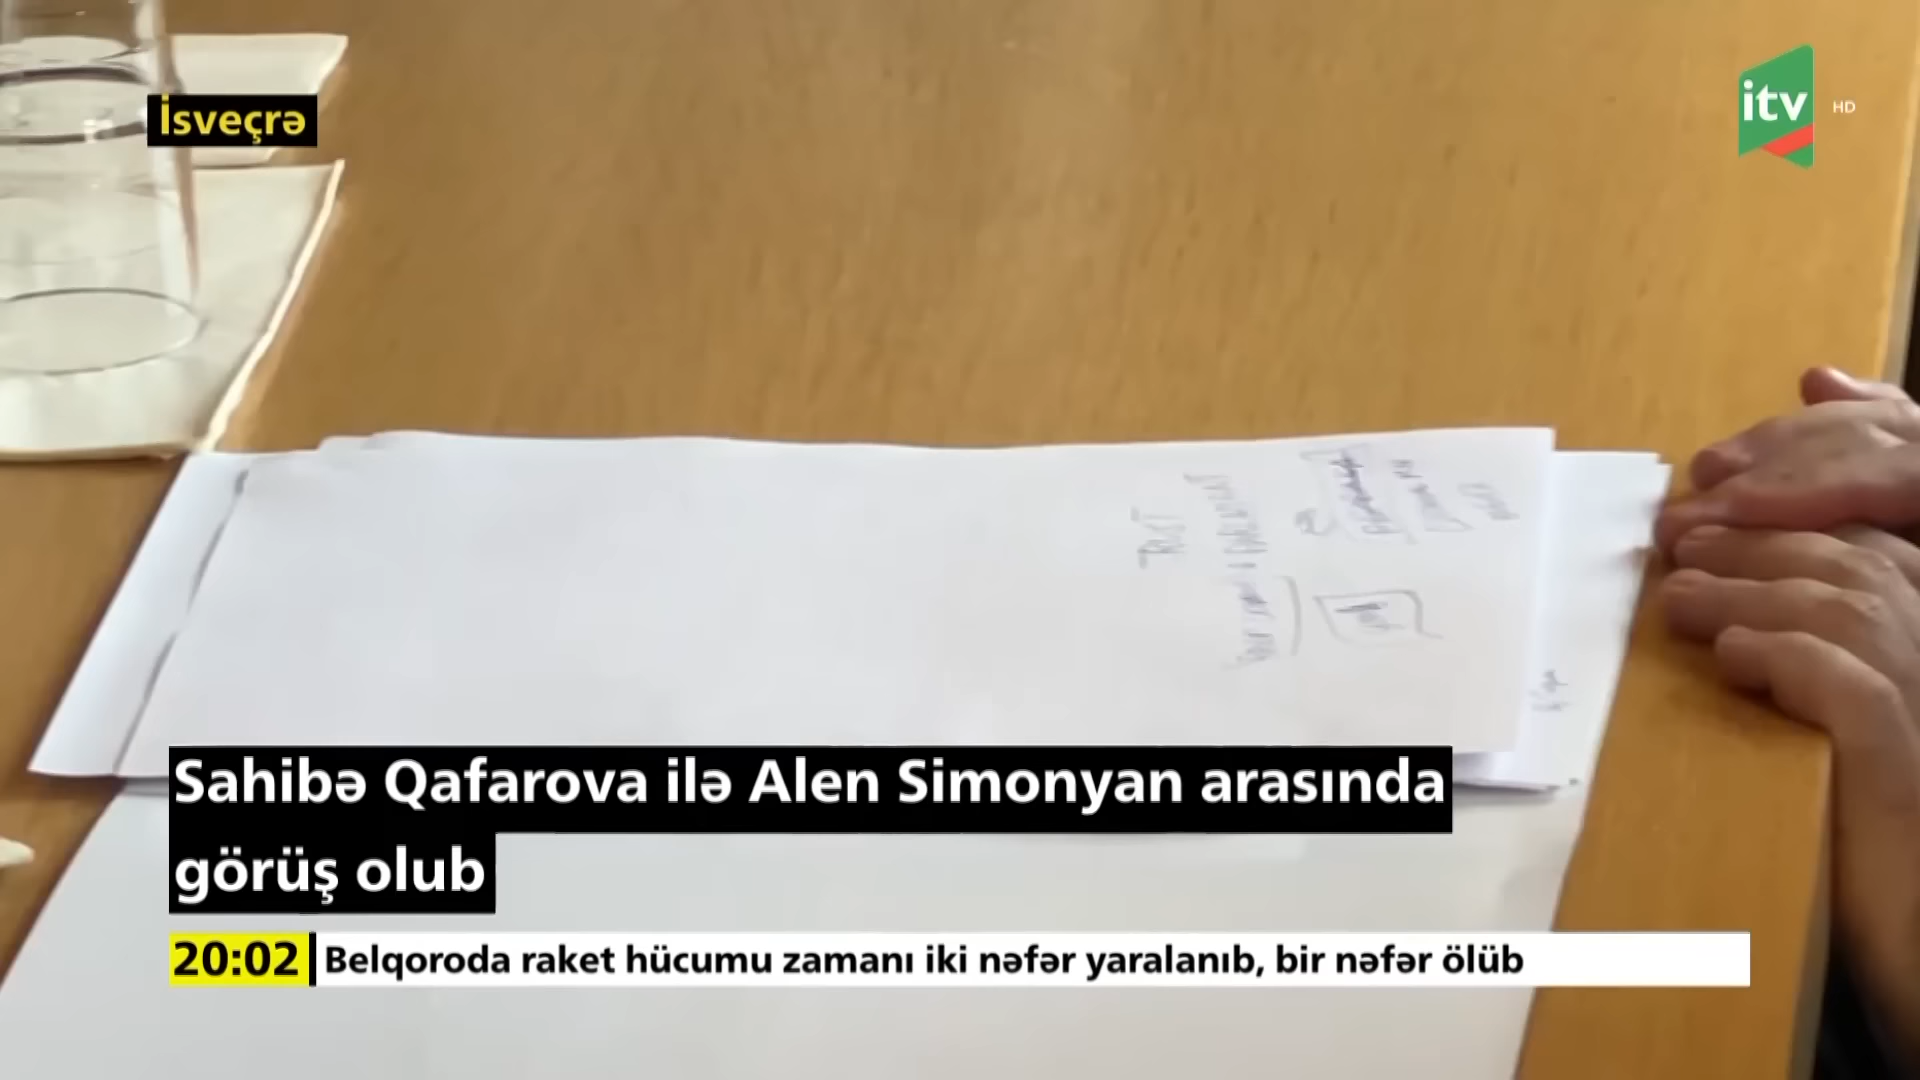 İsveçrə
itv HD
TRUST
Sahibə Qafarova ilə Alen Simonyan arasında
görüş olub
20:02 Belqoroda raket hücumu zamanı iki nəfər yaralanıb, bir nəfər ölüb